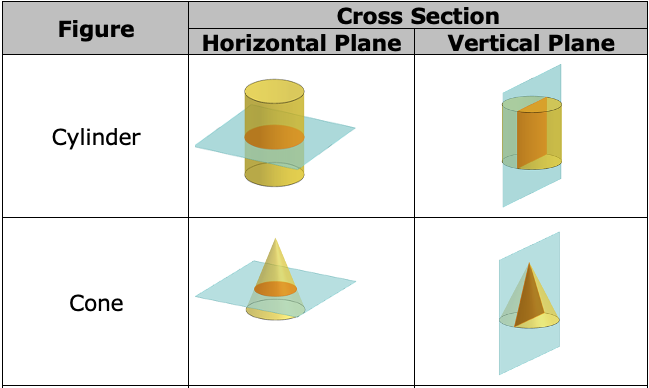 Figure
Cross Section
Horizontal Plane
Vertical Plane
Cylinder
Cone